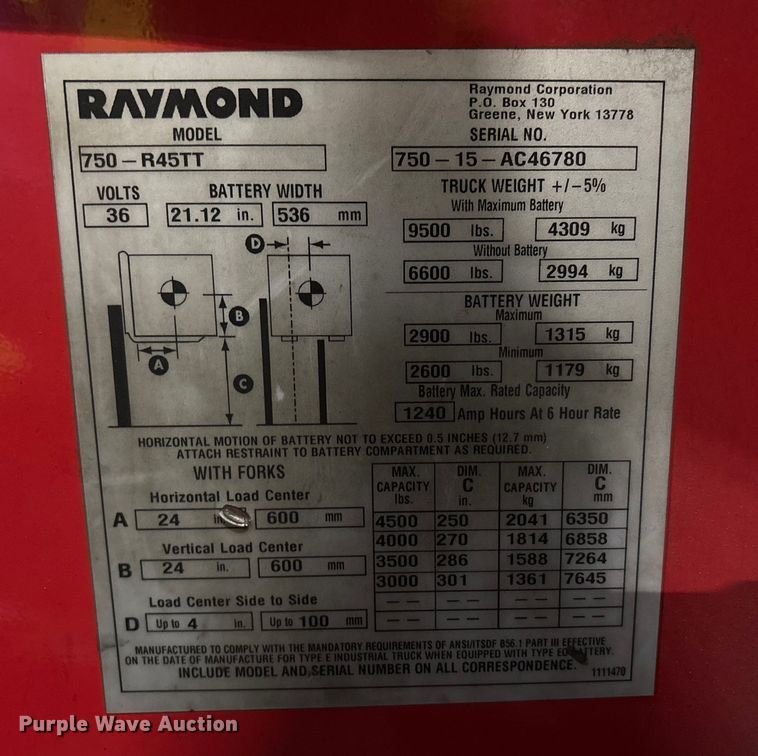 RAYMOND
Raymond Corporation
P.O. Box 130
Greene, New York 13778
MODEL
SERIAL NO.
750-R45TT
750-15-AC46780
VOLTS
BATTERY WIDTH
36
21.12 in.
536 mm
TRUCK WEIGHT +/-5%
With Maximum Battery
9500 lbs.
4309 kg
Without Battery
6600 lbs.
2994 kg
D
B
A
C
BATTERY WEIGHT
Maximum
2900 lbs.
1315 kg
Minimum
2600 lbs.
1179 kg
Battery Max. Rated Capacity
1240 Amp Hours At 6 Hour Rate
HORIZONTAL MOTION OF BATTERY NOT TO EXCEED 0.5 INCHES (12.7 mm)
ATTACH RESTRAINT TO BATTERY COMPARTMENT AS REQUIRED.
WITH FORKS
Horizontal Load Center
A 24 in. 600 mm
Vertical Load Center
B 24 in. 600 mm
Load Center Side to Side
D Up to 4 in. Up to 100 mm
MAX. CAPACITY lbs. DIM. C in. MAX. CAPACITY kg DIM. C mm
4500 250 2041 6350
4000 270 1814 6858
3500 286 1588 7264
3000 301 1361 7645
-- -- -- --
-- -- -- --
MANUFACTURED TO COMPLY WITH THE MANDATORY REQUIREMENTS OF ANSI/ITSDF B56.1 PART III EFFECTIVE
ON THE DATE OF MANUFACTURE FOR TYPE E INDUSTRIAL TRUCK WHEN EQUIPPED WITH TYPE EO BATTERY.
INCLUDE MODEL AND SERIAL NUMBER ON ALL CORRESPONDENCE.
1111470
Purple Wave Auction